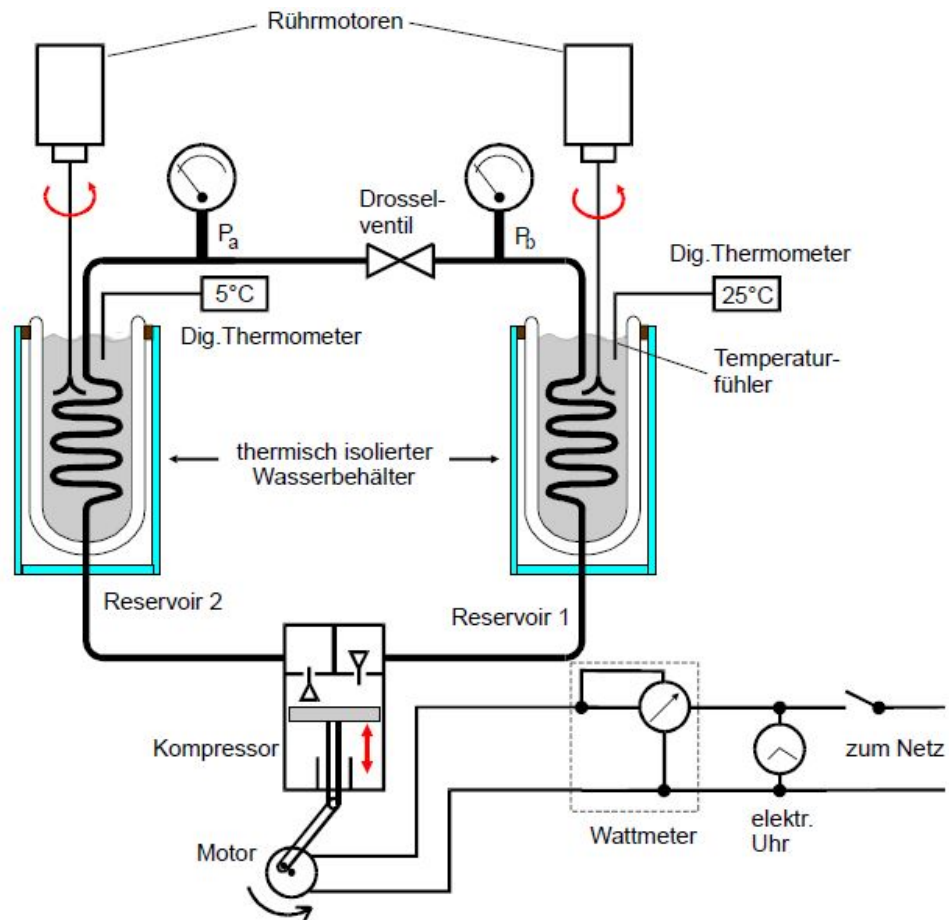 Rührmotoren
Drossel-
ventil
Pa
Pb
Dig.Thermometer
5°C
25°C
Dig.Thermometer
Temperatur-
fühler
thermisch isolierter
Wasserbehälter
Reservoir 2
Reservoir 1
Kompressor
zum Netz
Wattmeter
elektr.
Uhr
Motor